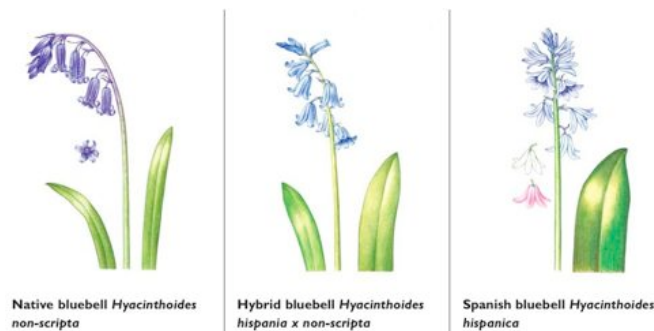 Native bluebell Hyacinthoides
non-scripta
Hybrid bluebell Hyacinthoides
hispania x non-scripta
Spanish bluebell Hyacinthoides
hispanica